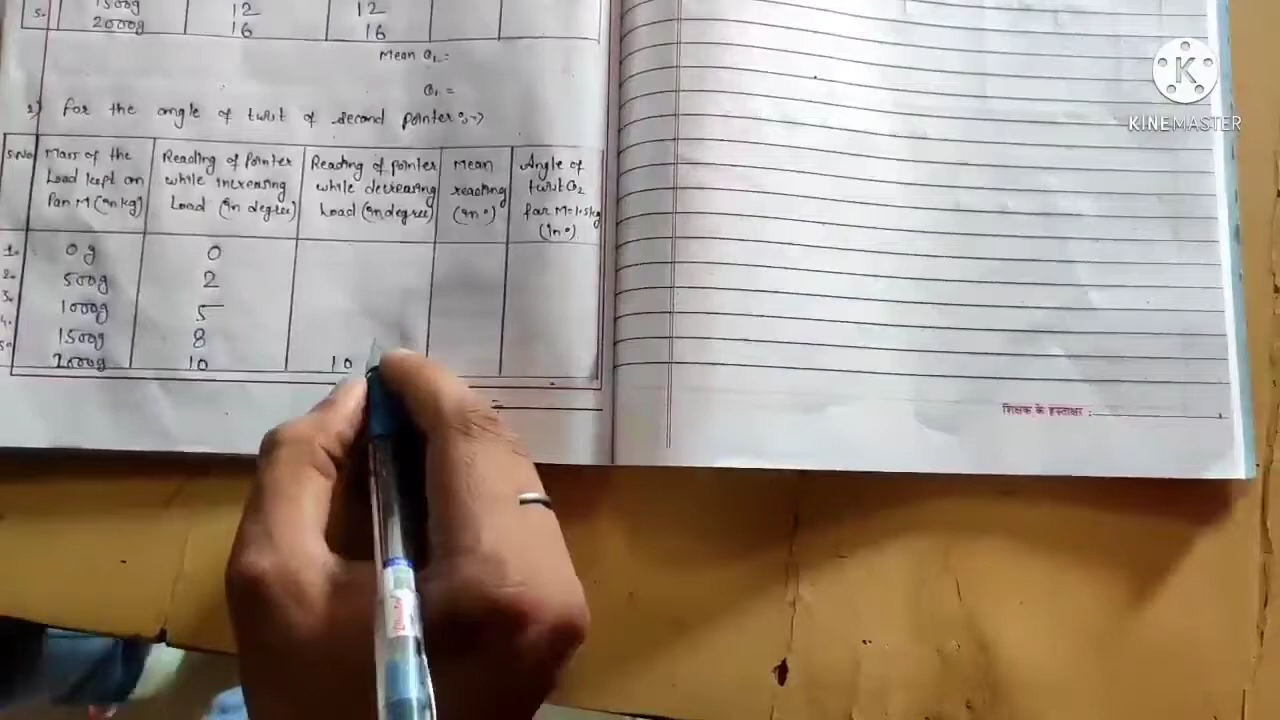 1500g 12 12
5. 2000g 16 16
Mean θ1 =
θ1 =
2) for the angle of twist of second pointer :->
S.No Mass of the Load kept on Pan M (in kg) Reading of Pointer while increasing Load (in degree) Reading of pointer while decreasing Load (in degree) Mean reading (in °) Angle of twist θ2 for M=1.5kg (in °)
1. 0g 0
2. 500g 2
3. 1000g 5
4. 1500g 8
5. 2000g 10 10
शिक्षक के हस्ताक्षर :
KINEMASTER